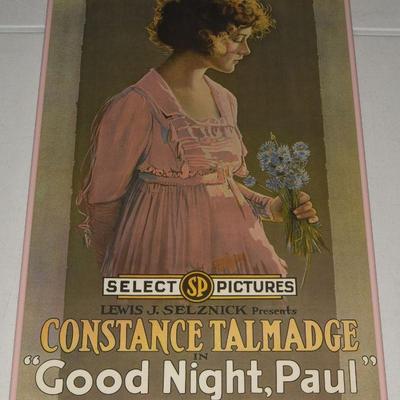 SELECT SP PICTURES
LEWIS J. SELZNICK Presents
CONSTANCE TALMADGE
IN
"Good Night, Paul"